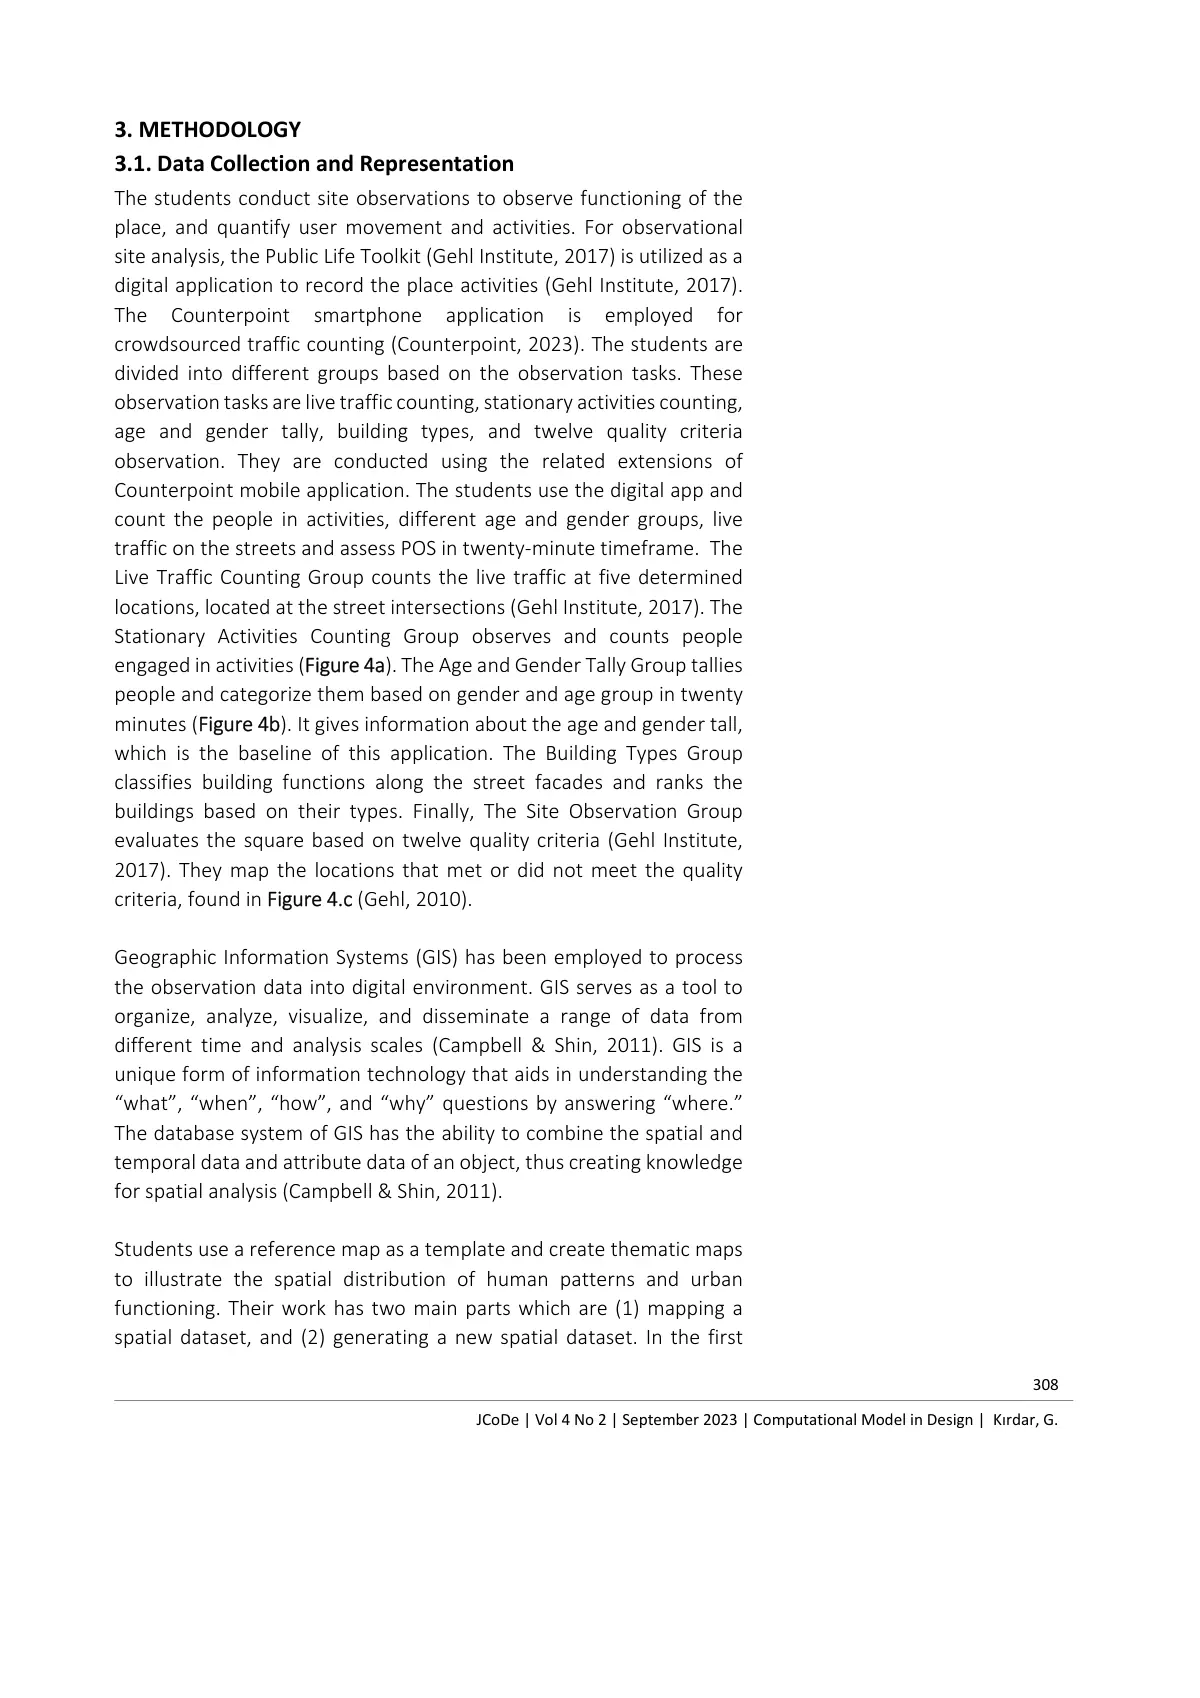 3. METHODOLOGY
3.1. Data Collection and Representation
The students conduct site observations to observe functioning of the
place, and quantify user movement and activities. For observational
site analysis, the Public Life Toolkit (Gehl Institute, 2017) is utilized as a
digital application to record the place activities (Gehl Institute, 2017).
The Counterpoint smartphone application is employed for
crowdsourced traffic counting (Counterpoint, 2023). The students are
divided into different groups based on the observation tasks. These
observation tasks are live traffic counting, stationary activities counting,
age and gender tally, building types, and twelve quality criteria
observation. They are conducted using the related extensions of
Counterpoint mobile application. The students use the digital app and
count the people in activities, different age and gender groups, live
traffic on the streets and assess POS in twenty-minute timeframe. The
Live Traffic Counting Group counts the live traffic at five determined
locations, located at the street intersections (Gehl Institute, 2017). The
Stationary Activities Counting Group observes and counts people
engaged in activities (Figure 4a). The Age and Gender Tally Group tallies
people and categorize them based on gender and age group in twenty
minutes (Figure 4b). It gives information about the age and gender tall,
which is the baseline of this application. The Building Types Group
classifies building functions along the street facades and ranks the
buildings based on their types. Finally, The Site Observation Group
evaluates the square based on twelve quality criteria (Gehl Institute,
2017). They map the locations that met or did not meet the quality
criteria, found in Figure 4.c (Gehl, 2010).
Geographic Information Systems (GIS) has been employed to process
the observation data into digital environment. GIS serves as a tool to
organize, analyze, visualize, and disseminate a range of data from
different time and analysis scales (Campbell & Shin, 2011). GIS is a
unique form of information technology that aids in understanding the
“what”, “when”, “how”, and “why” questions by answering “where.”
The database system of GIS has the ability to combine the spatial and
temporal data and attribute data of an object, thus creating knowledge
for spatial analysis (Campbell & Shin, 2011).
Students use a reference map as a template and create thematic maps
to illustrate the spatial distribution of human patterns and urban
functioning. Their work has two main parts which are (1) mapping a
spatial dataset, and (2) generating a new spatial dataset. In the first
308
JCoDe | Vol 4 No 2 | September 2023 | Computational Model in Design | Kırdar, G.